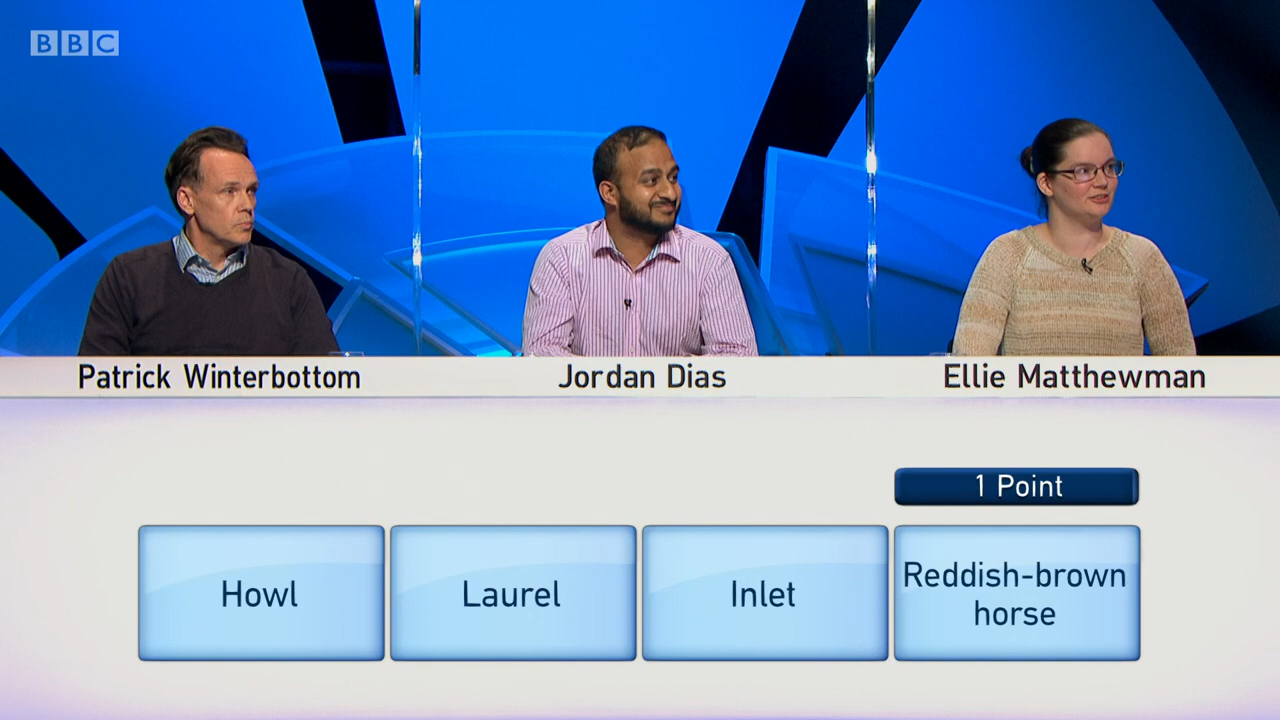 BBC
Patrick Winterbottom
Jordan Dias
Ellie Matthewman
1 Point
Howl
Laurel
Inlet
Reddish-brown
horse